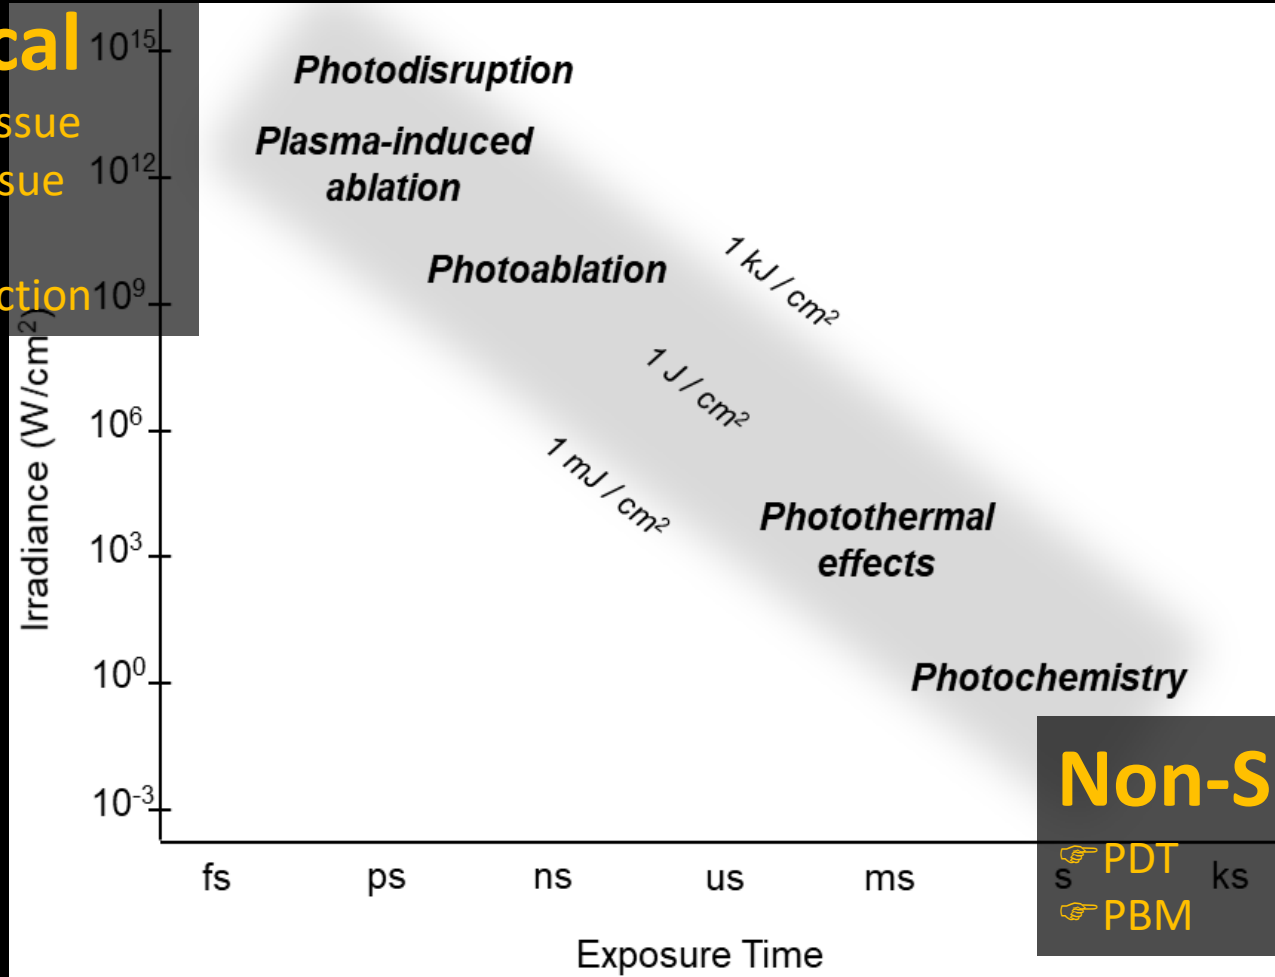 cal
ssue
sue
ction
10¹⁵
10¹²
10⁹
10⁶
10³
10⁰
10⁻³
Irradiance (W/cm²)
Photodisruption
Plasma-induced
ablation
Photoablation
1 kJ / cm²
1 J / cm²
1 mJ / cm²
Photothermal
effects
Photochemistry
Non-S
☞PDT
☞PBM
fs ps ns us ms s ks
Exposure Time